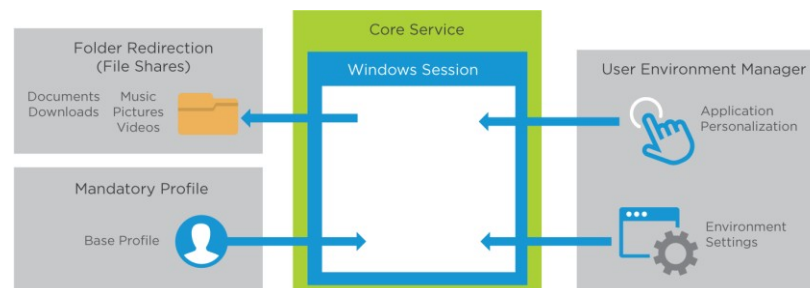 Folder Redirection
(File Shares)
Documents
Downloads
Music
Pictures
Videos
Mandatory Profile
Base Profile
Core Service
Windows Session
User Environment Manager
Application
Personalization
Environment
Settings